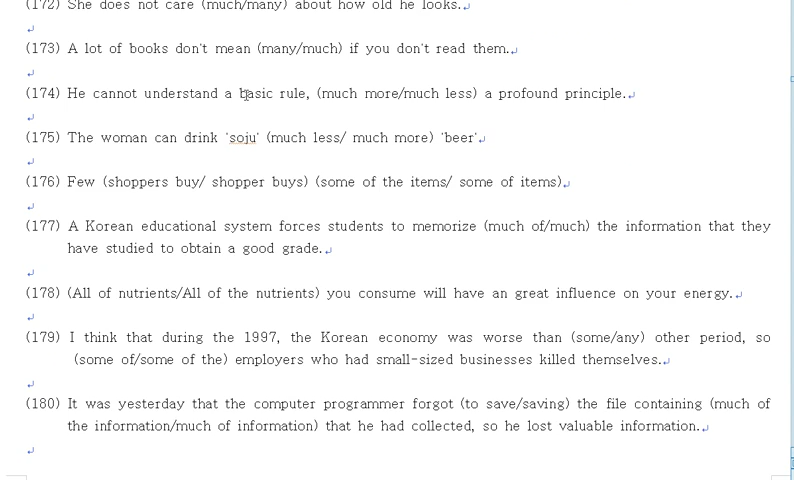 (172) She does not care (much/many) about how old he looks.
(173) A lot of books don't mean (many/much) if you don't read them.
(174) He cannot understand a basic rule, (much more/much less) a profound principle.
(175) The woman can drink 'soju' (much less/ much more) 'beer'
(176) Few (shoppers buy/ shopper buys) (some of the items/ some of items).
(177) A Korean educational system forces students to memorize (much of/much) the information that they
have studied to obtain a good grade.
(178) (All of nutrients/All of the nutrients) you consume will have an great influence on your energy.
(179) I think that during the 1997, the Korean economy was worse than (some/any) other period, so
(some of/some of the) employers who had small-sized businesses killed themselves.
(180) It was yesterday that the computer programmer forgot (to save/saving) the file containing (much of
the information/much of information) that he had collected, so he lost valuable information.